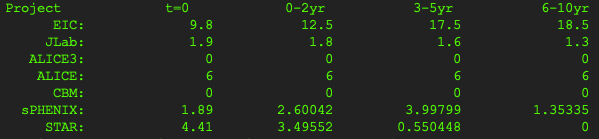 Project t=0 0-2yr 3-5yr 6-10yr
EIC: 9.8 12.5 17.5 18.5
JLab: 1.9 1.8 1.6 1.3
ALICE3: 0 0 0 0
ALICE: 6 6 6 6
CBM: 0 0 0 0
sPHENIX: 1.89 2.60042 3.99799 1.35335
STAR: 4.41 3.49552 0.550448 0